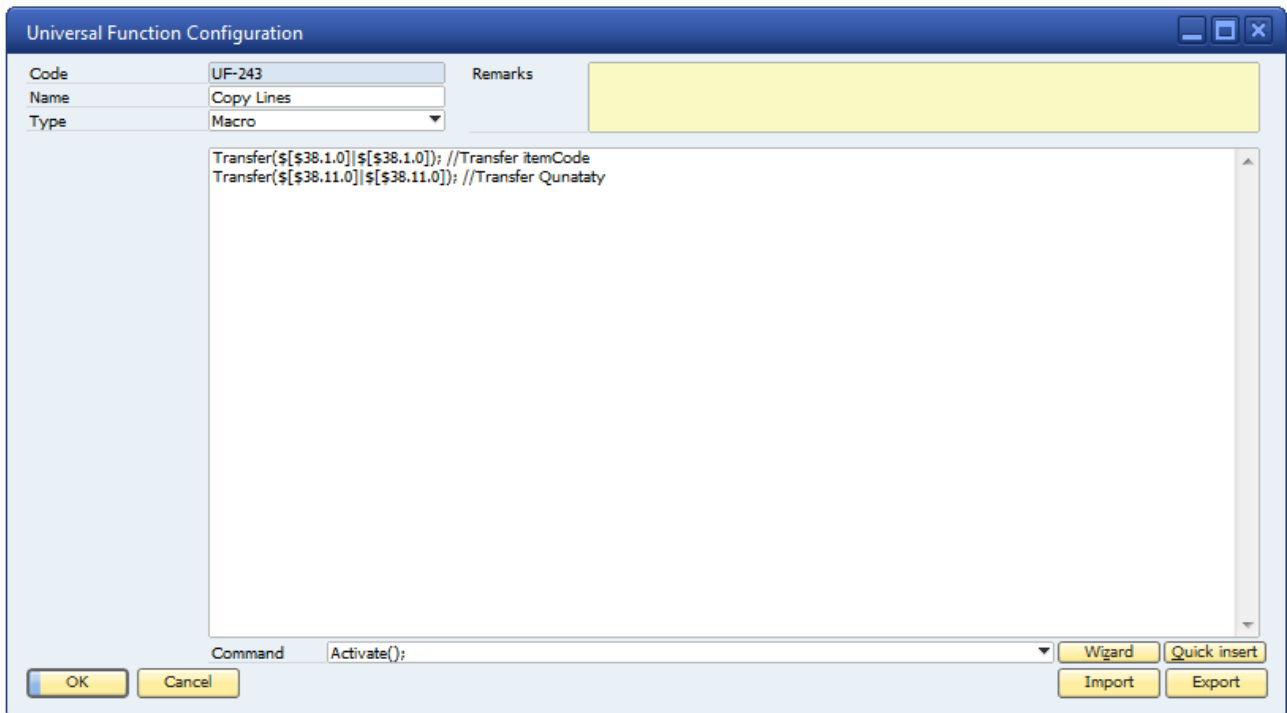 Universal Function Configuration
Code UF-243 Remarks
Name Copy Lines
Type Macro
Transfer($[$38.1.0]|$[$38.1.0]); //Transfer itemCode
Transfer($[$38.11.0]|$[$38.11.0]); //Transfer Qunataty
Command Activate(); Wizard Quick insert
OK Cancel Import Export